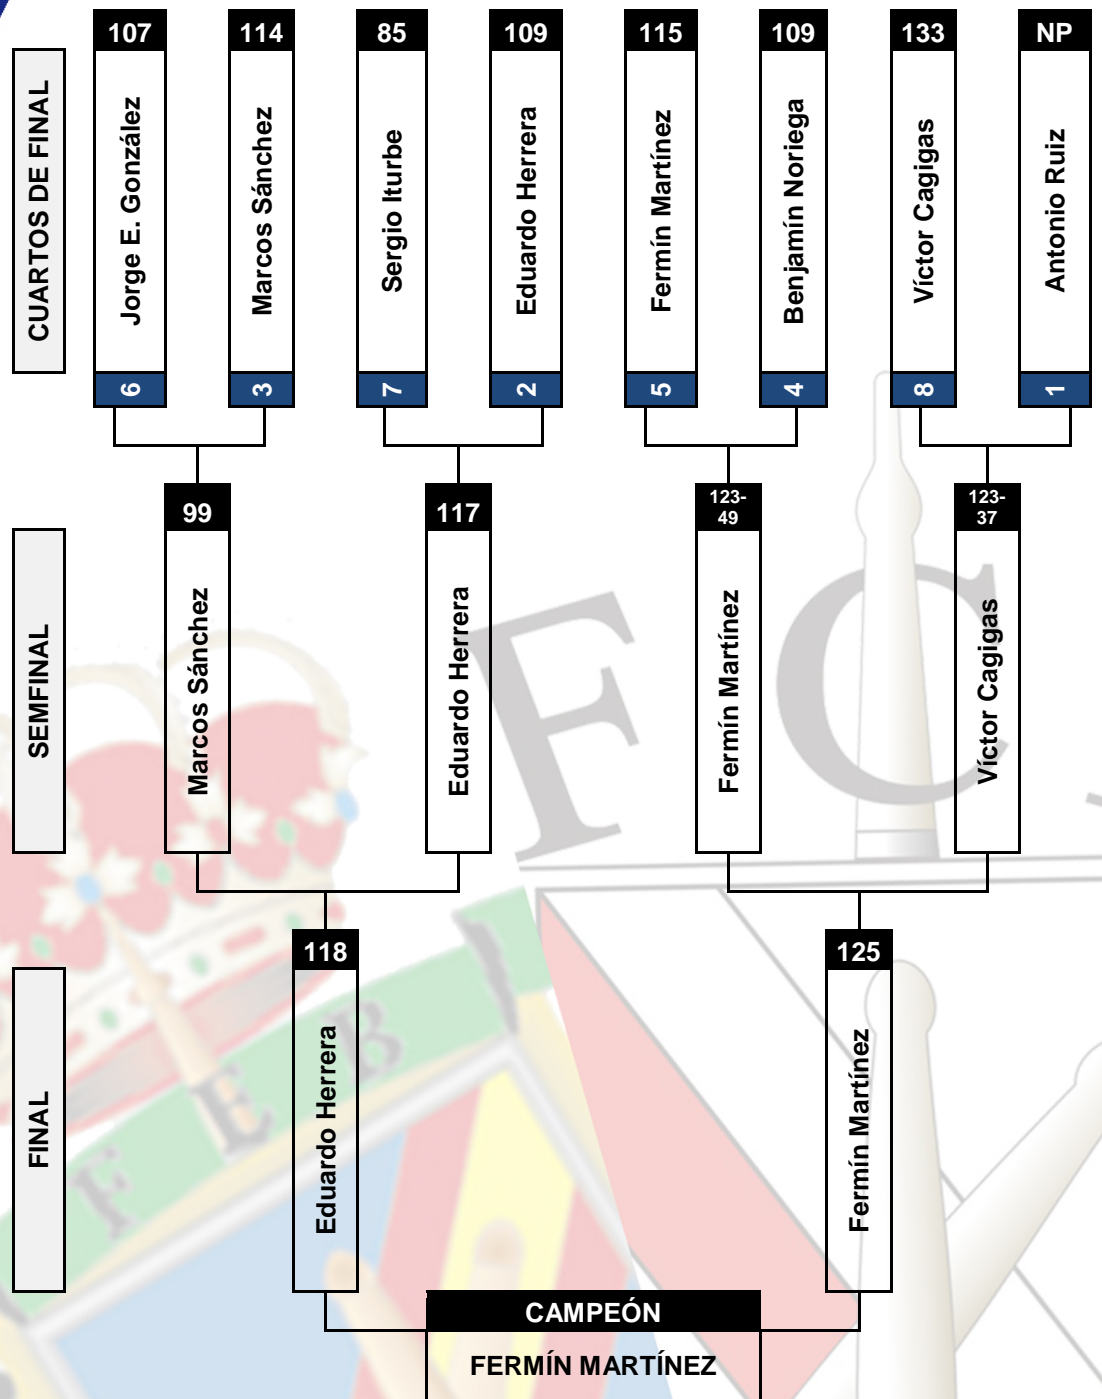 107 114 85 109 115 109 133 NP
CUARTOS DE FINAL
Jorge E. González
Marcos Sánchez
Sergio Iturbe
Eduardo Herrera
Fermín Martínez
Benjamín Noriega
Víctor Cagigas
Antonio Ruiz
6 3 7 2 5 4 8 1
99 117 123-49 123-37
SEMFINAL
Marcos Sánchez
Eduardo Herrera
Fermín Martínez
Víctor Cagigas
F C
118 125
FINAL
Eduardo Herrera
Fermín Martínez
F E B
CAMPEÓN
FERMÍN MARTÍNEZ